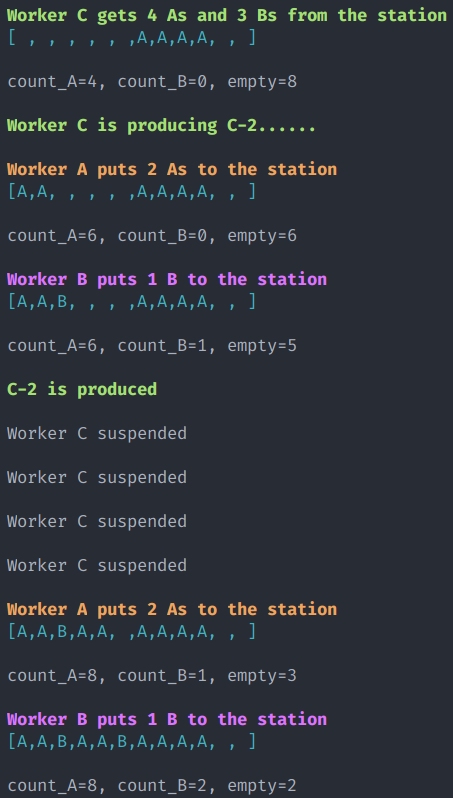 Worker C gets 4 As and 3 Bs from the station
[ , , , , , ,A,A,A,A, , ]
count_A=4, count_B=0, empty=8
Worker C is producing C-2......
Worker A puts 2 As to the station
[A,A, , , , ,A,A,A,A, , ]
count_A=6, count_B=0, empty=6
Worker B puts 1 B to the station
[A,A,B, , , ,A,A,A,A, , ]
count_A=6, count_B=1, empty=5
C-2 is produced
Worker C suspended
Worker C suspended
Worker C suspended
Worker C suspended
Worker A puts 2 As to the station
[A,A,B,A,A, ,A,A,A,A, , ]
count_A=8, count_B=1, empty=3
Worker B puts 1 B to the station
[A,A,B,A,A,B,A,A,A,A, , ]
count_A=8, count_B=2, empty=2